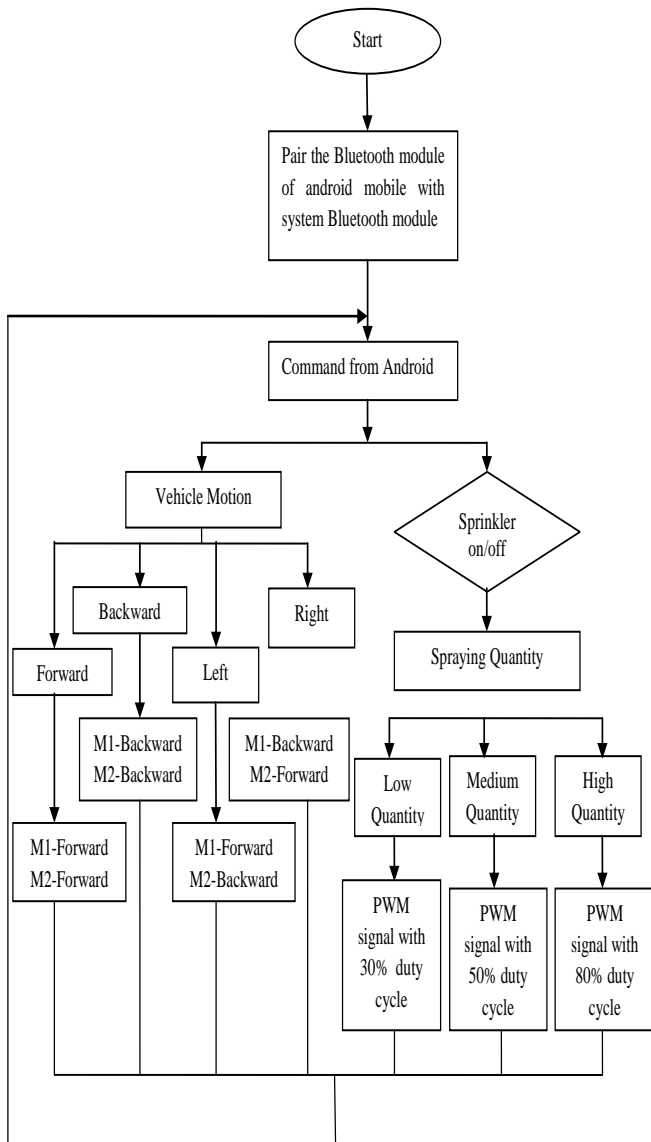 Start
Pair the Bluetooth module
of android mobile with
system Bluetooth module
Command from Android
Vehicle Motion
Sprinkler
on/off
Backward
Right
Spraying Quantity
Forward
Left
M1-Backward
M2-Backward
M1-Backward
M2-Forward
Low
Quantity
Medium
Quantity
High
Quantity
M1-Forward
M2-Forward
M1-Forward
M2-Backward
PWM
signal with
30% duty
cycle
PWM
signal with
50% duty
cycle
PWM
signal with
80% duty
cycle